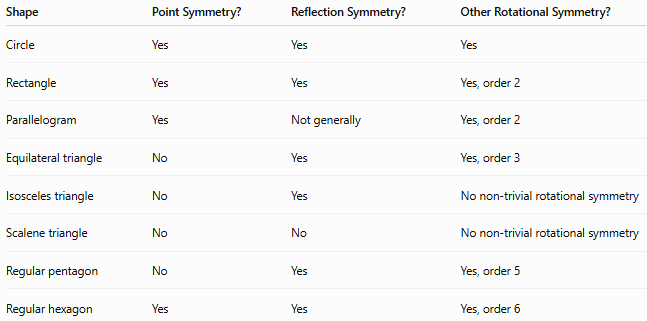 Shape Point Symmetry? Reflection Symmetry? Other Rotational Symmetry?
Circle Yes Yes Yes
Rectangle Yes Yes Yes, order 2
Parallelogram Yes Not generally Yes, order 2
Equilateral triangle No Yes Yes, order 3
Isosceles triangle No Yes No non-trivial rotational symmetry
Scalene triangle No No No non-trivial rotational symmetry
Regular pentagon No Yes Yes, order 5
Regular hexagon Yes Yes Yes, order 6